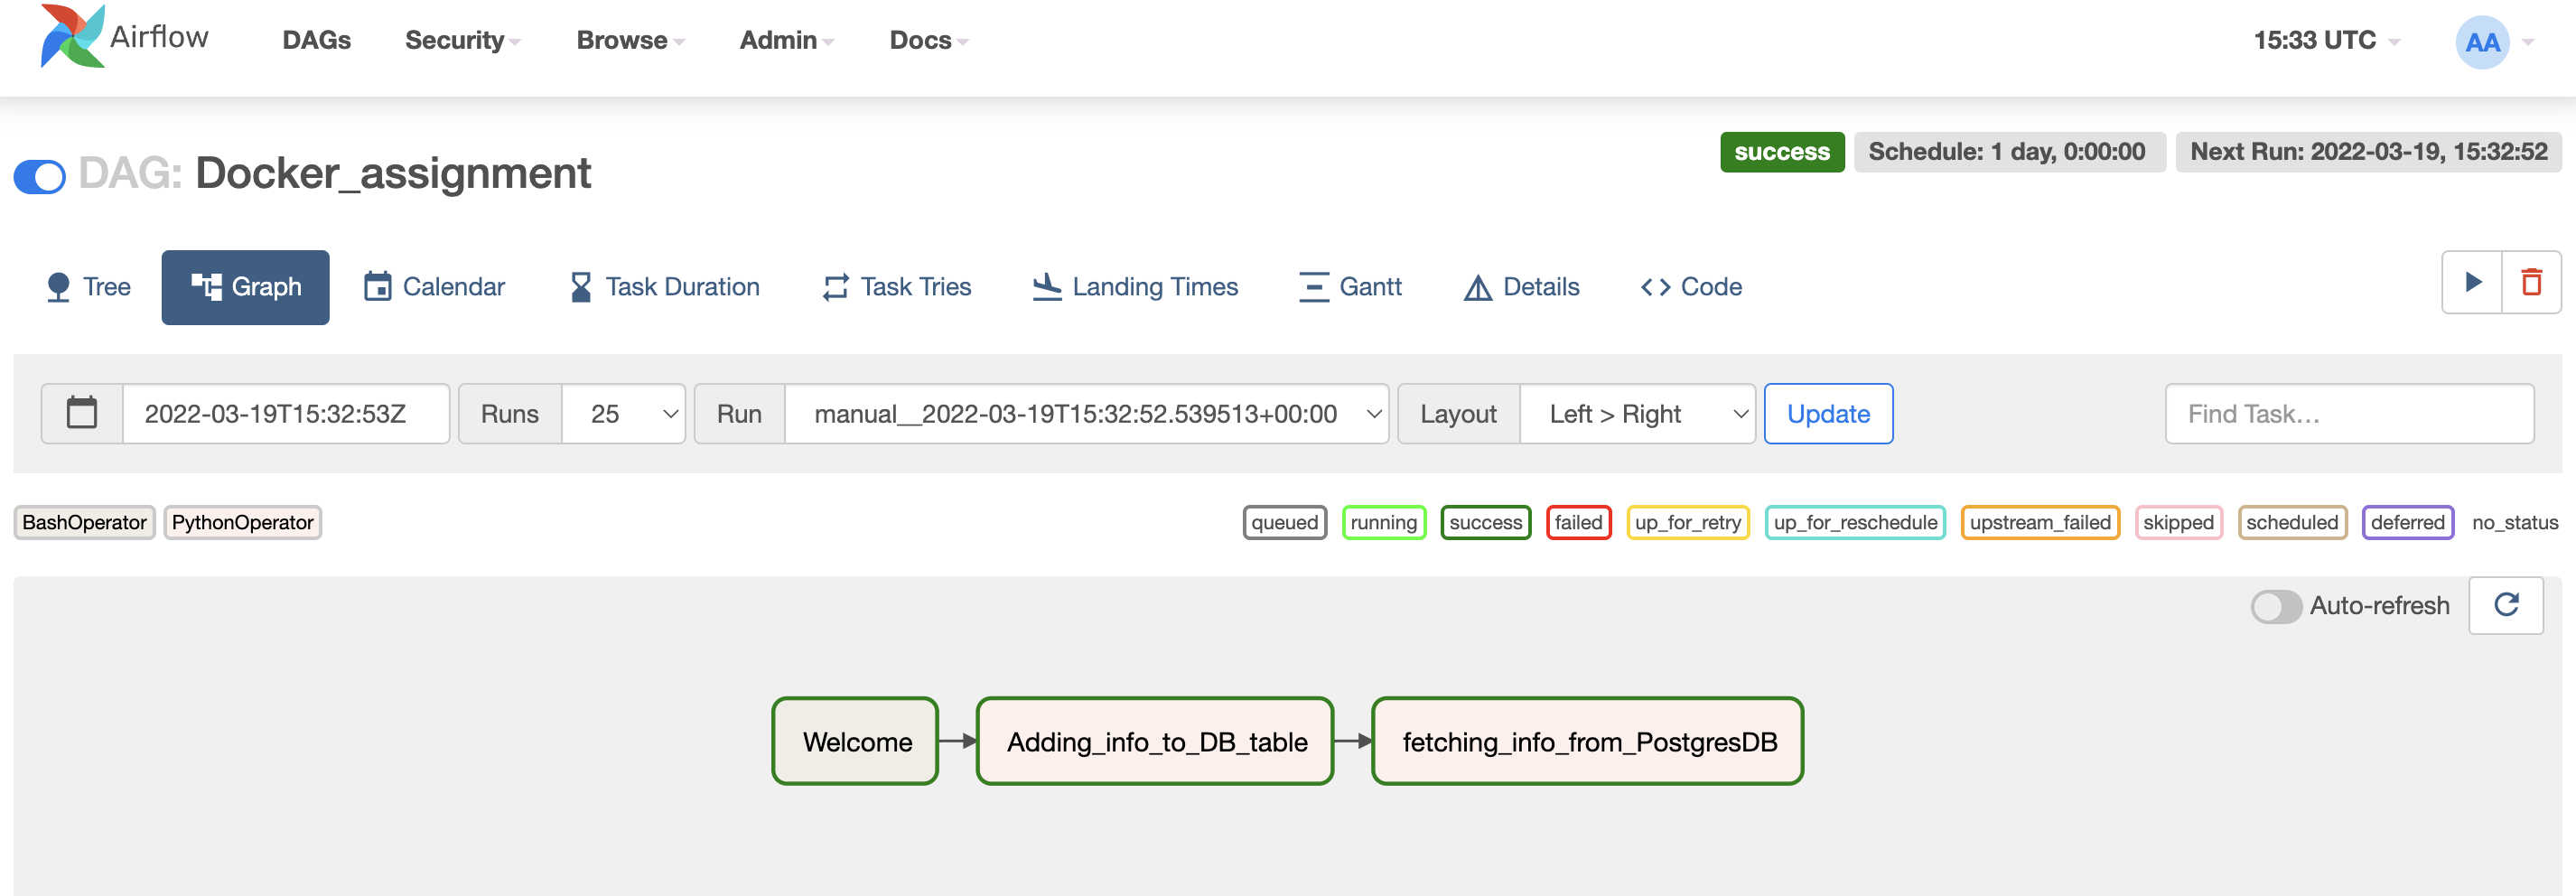 Airflow DAGs Security Browse Admin Docs 15:33 UTC AA
DAG: Docker_assignment success Schedule: 1 day, 0:00:00 Next Run: 2022-03-19, 15:32:52
Tree Graph Calendar Task Duration Task Tries Landing Times Gantt Details <> Code
2022-03-19T15:32:53Z Runs 25 Run manual__2022-03-19T15:32:52.539513+00:00 Layout Left > Right Update Find Task...
BashOperator PythonOperator queued running success failed up_for_retry up_for_reschedule upstream_failed skipped scheduled deferred no_status
Auto-refresh
Welcome Adding_info_to_DB_table fetching_info_from_PostgresDB